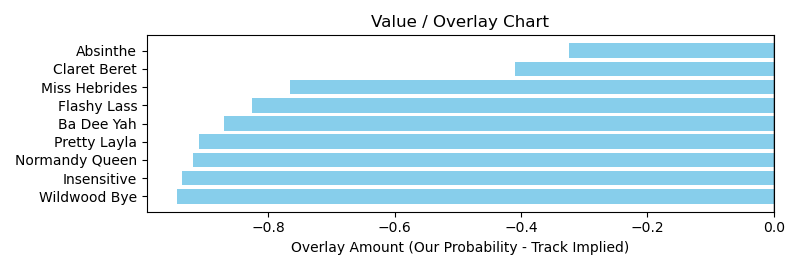 Value / Overlay Chart
Absinthe
Claret Beret
Miss Hebrides
Flashy Lass
Ba Dee Yah
Pretty Layla
Normandy Queen
Insensitive
Wildwood Bye
−0.8 −0.6 −0.4 −0.2 0.0
Overlay Amount (Our Probability - Track Implied)